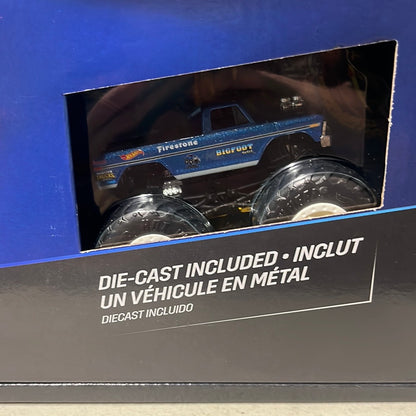 Firestone
BIGFOOT
DIE-CAST INCLUDED • INCLUT
UN VÉHICULE EN MÉTAL
DIECAST INCLUIDO